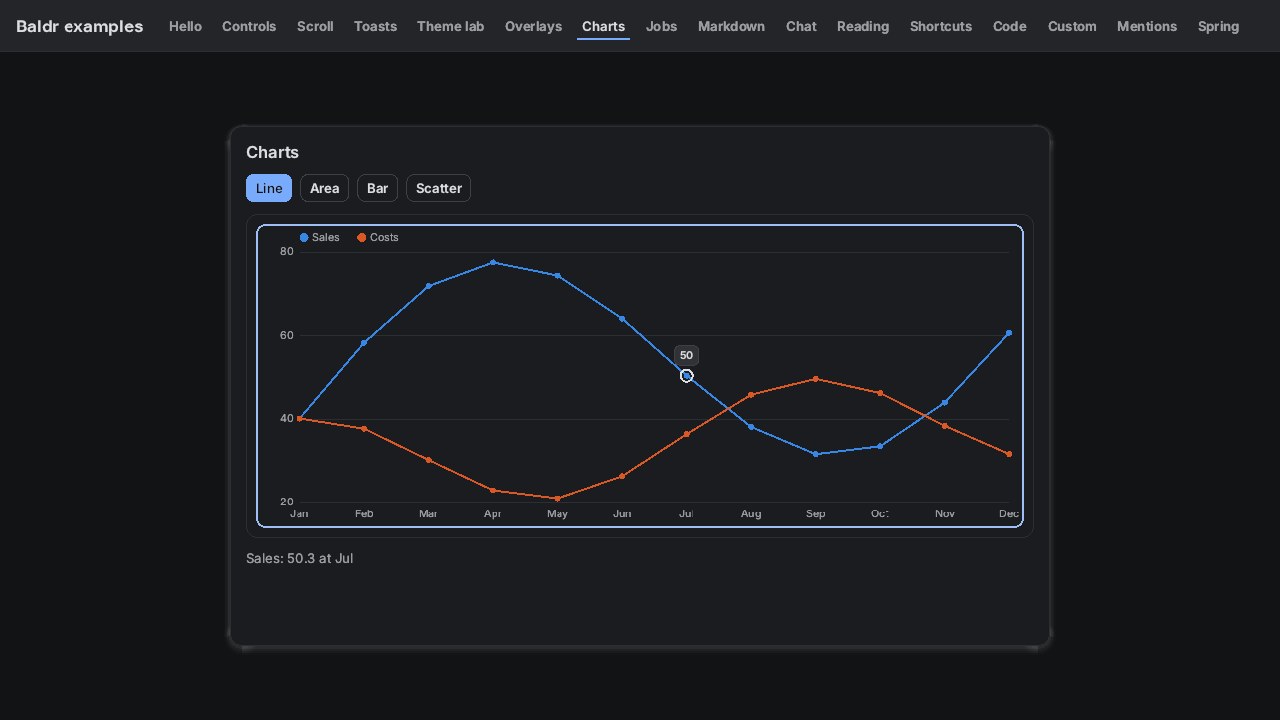 Baldr examples Hello Controls Scroll Toasts Theme lab Overlays Charts Jobs Markdown Chat Reading Shortcuts Code Custom Mentions Spring
Charts
Line Area Bar Scatter
Sales Costs
80
60
50
40
20
Jan Feb Mar Apr May Jun Jul Aug Sep Oct Nov Dec
Sales: 50.3 at Jul